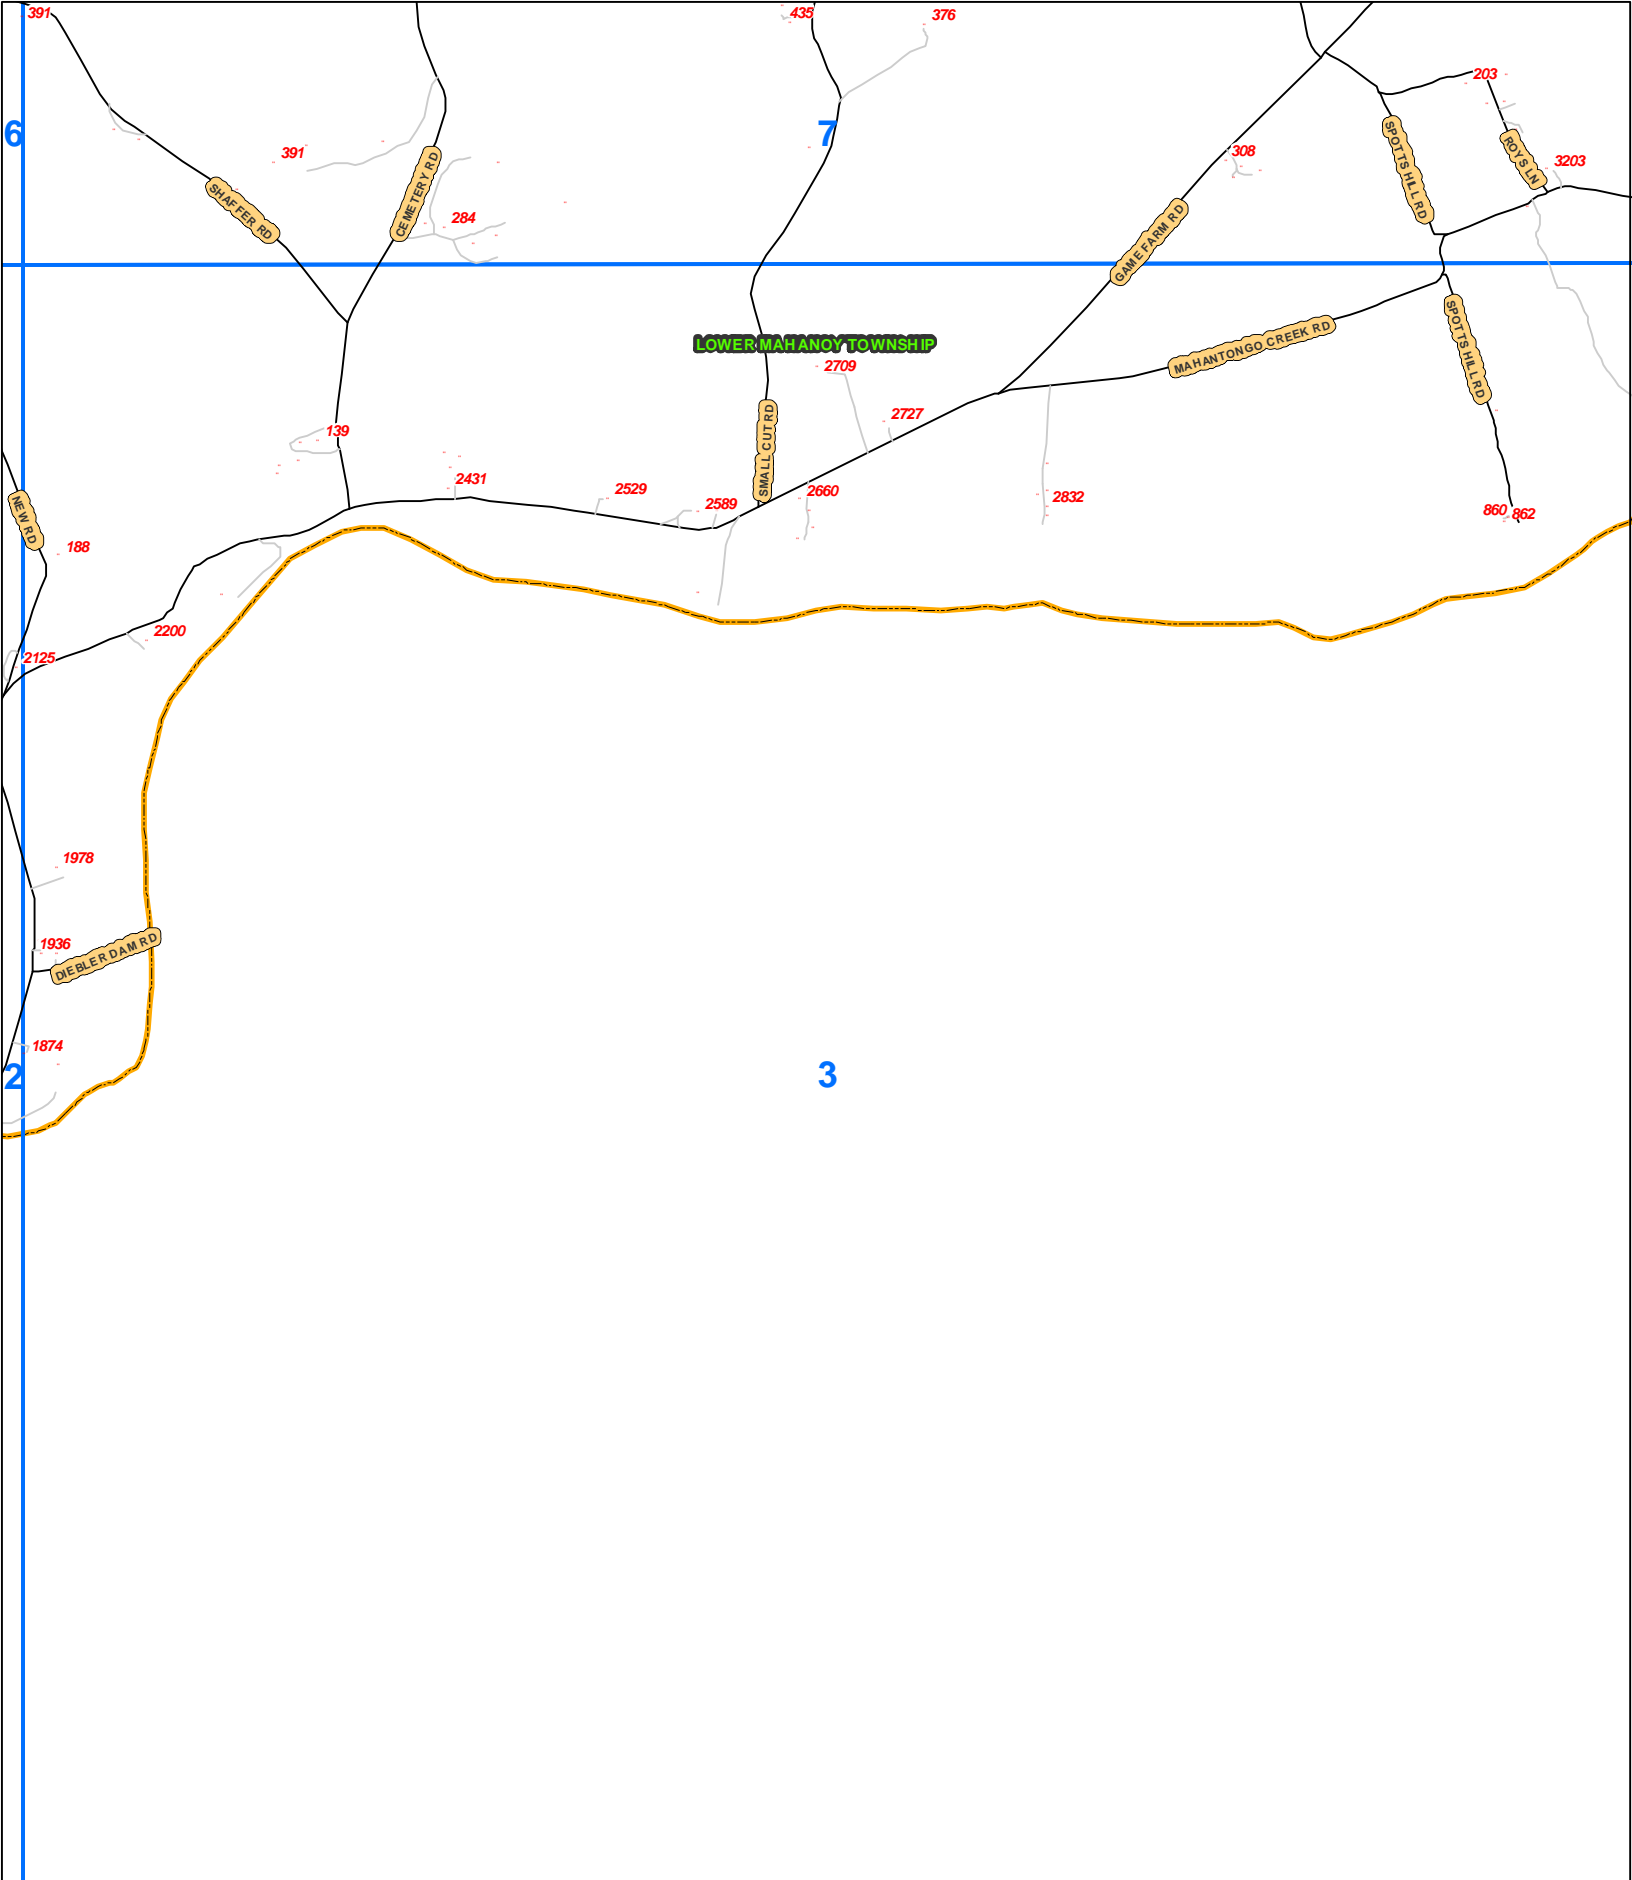 391
435
376
203
6
7
391
308
3203
SPOTTS HILL RD
ROYS LN
SHAFFER RD
CEMETERY RD
284
GAME FARM RD
LOWER MAHANOY TOWNSHIP
2709
MAHANTONGO CREEK RD
SPOTTS HILL RD
2727
139
SMALL CUT RD
2431
2529
2589
2660
2832
860
862
NEW RD
188
2200
2125
1978
1936
DIEBLER DAM RD
1874
2
3